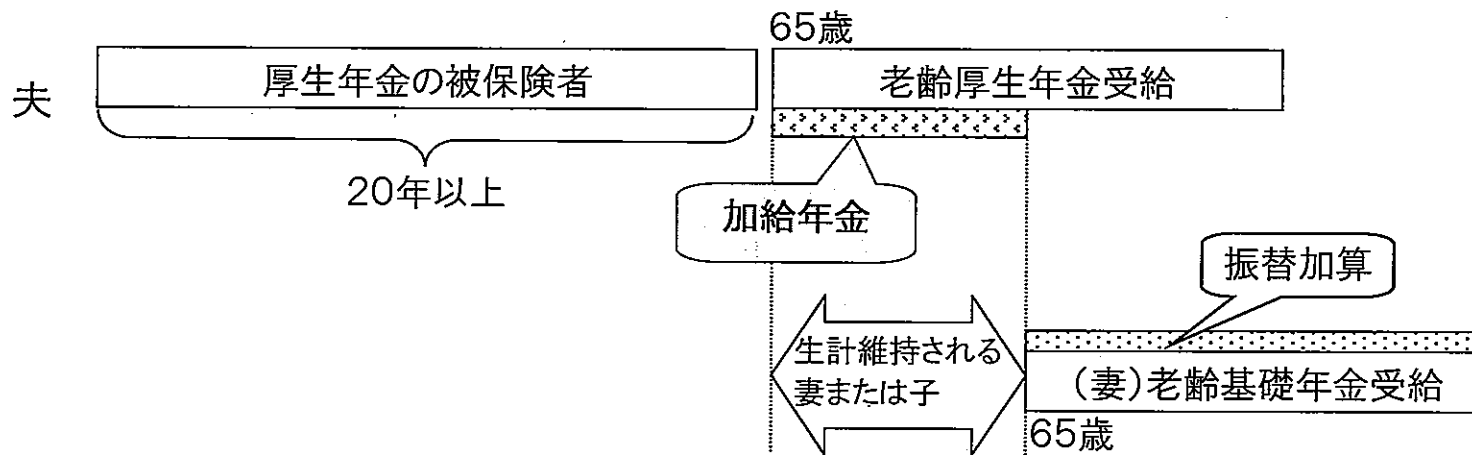 65歳
夫
厚生年金の被保険者
老齢厚生年金受給
20年以上
加給年金
振替加算
生計維持される
妻または子
(妻)老齢基礎年金受給
65歳